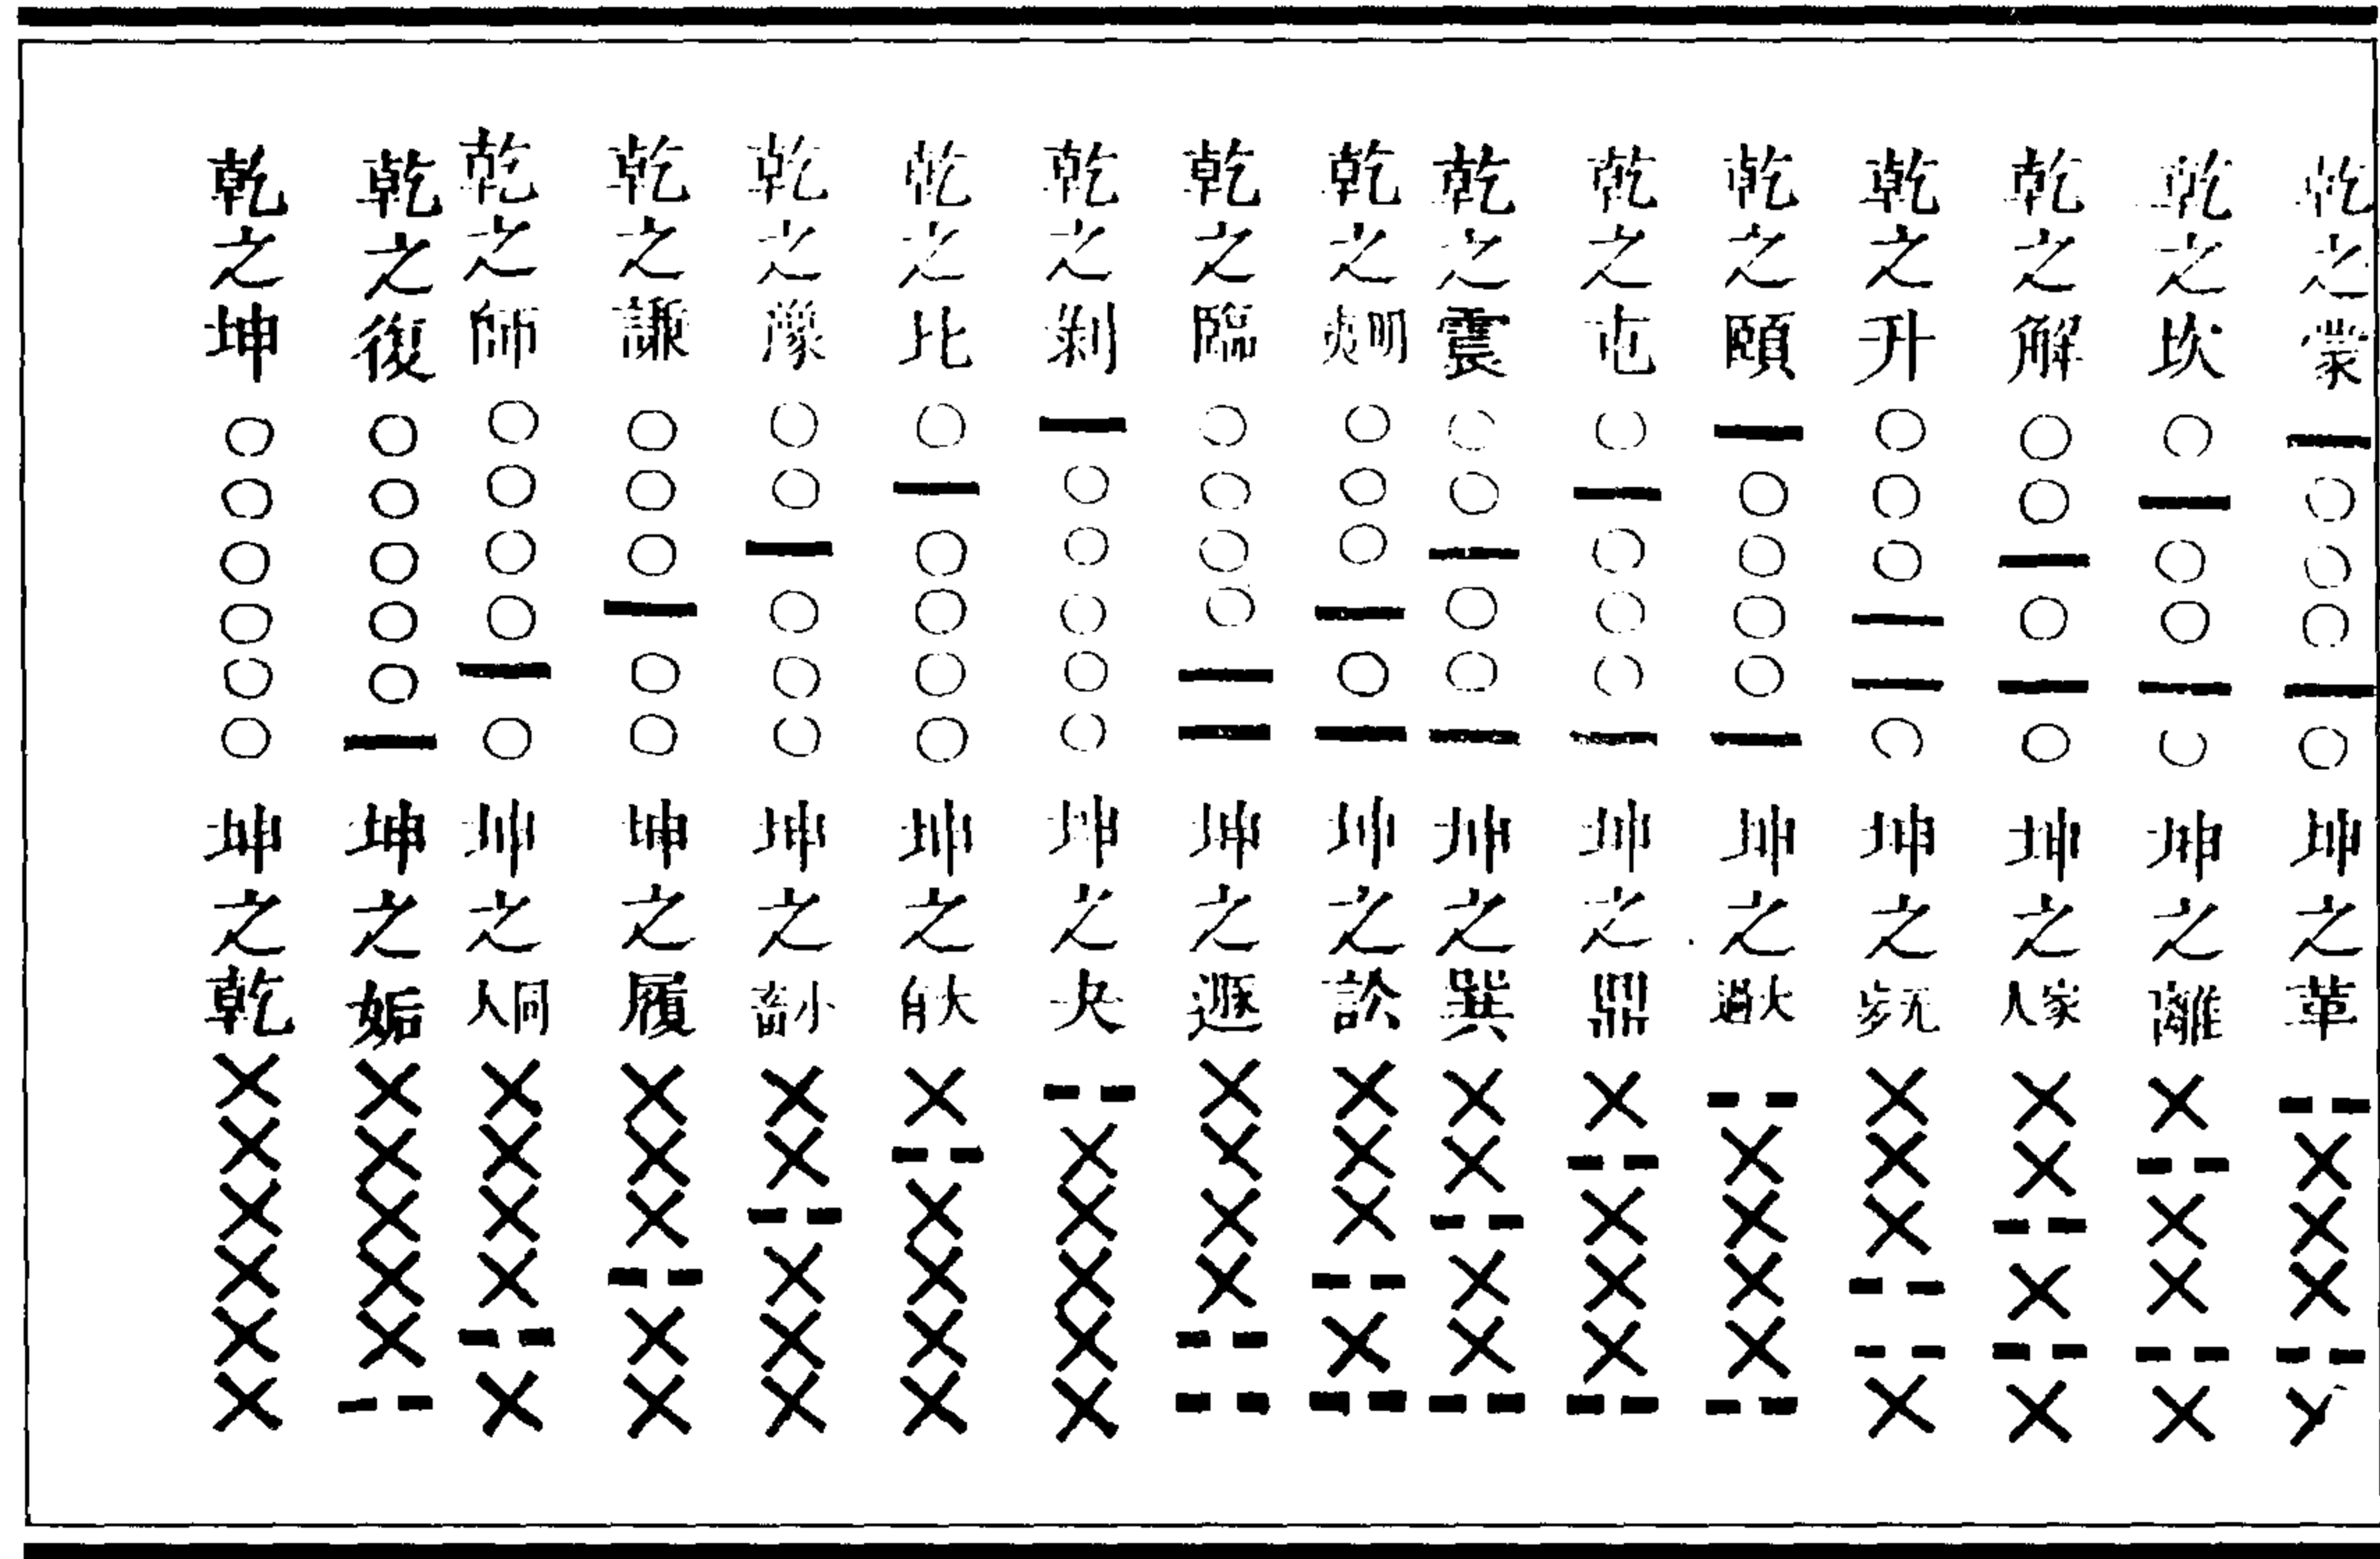 乾之蒙 坤之革
乾之坎 坤之離
乾之解 坤之家人
乾之升 坤之无妄
乾之頤 坤之大過
乾之屯 坤之鼎
乾之震 坤之巽
乾之明夷 坤之訟
乾之臨 坤之遯
乾之剝 坤之夬
乾之比 坤之大有
乾之豫 坤之小畜
乾之謙 坤之履
乾之師 坤之同人
乾之復 坤之姤
乾之坤 坤之乾